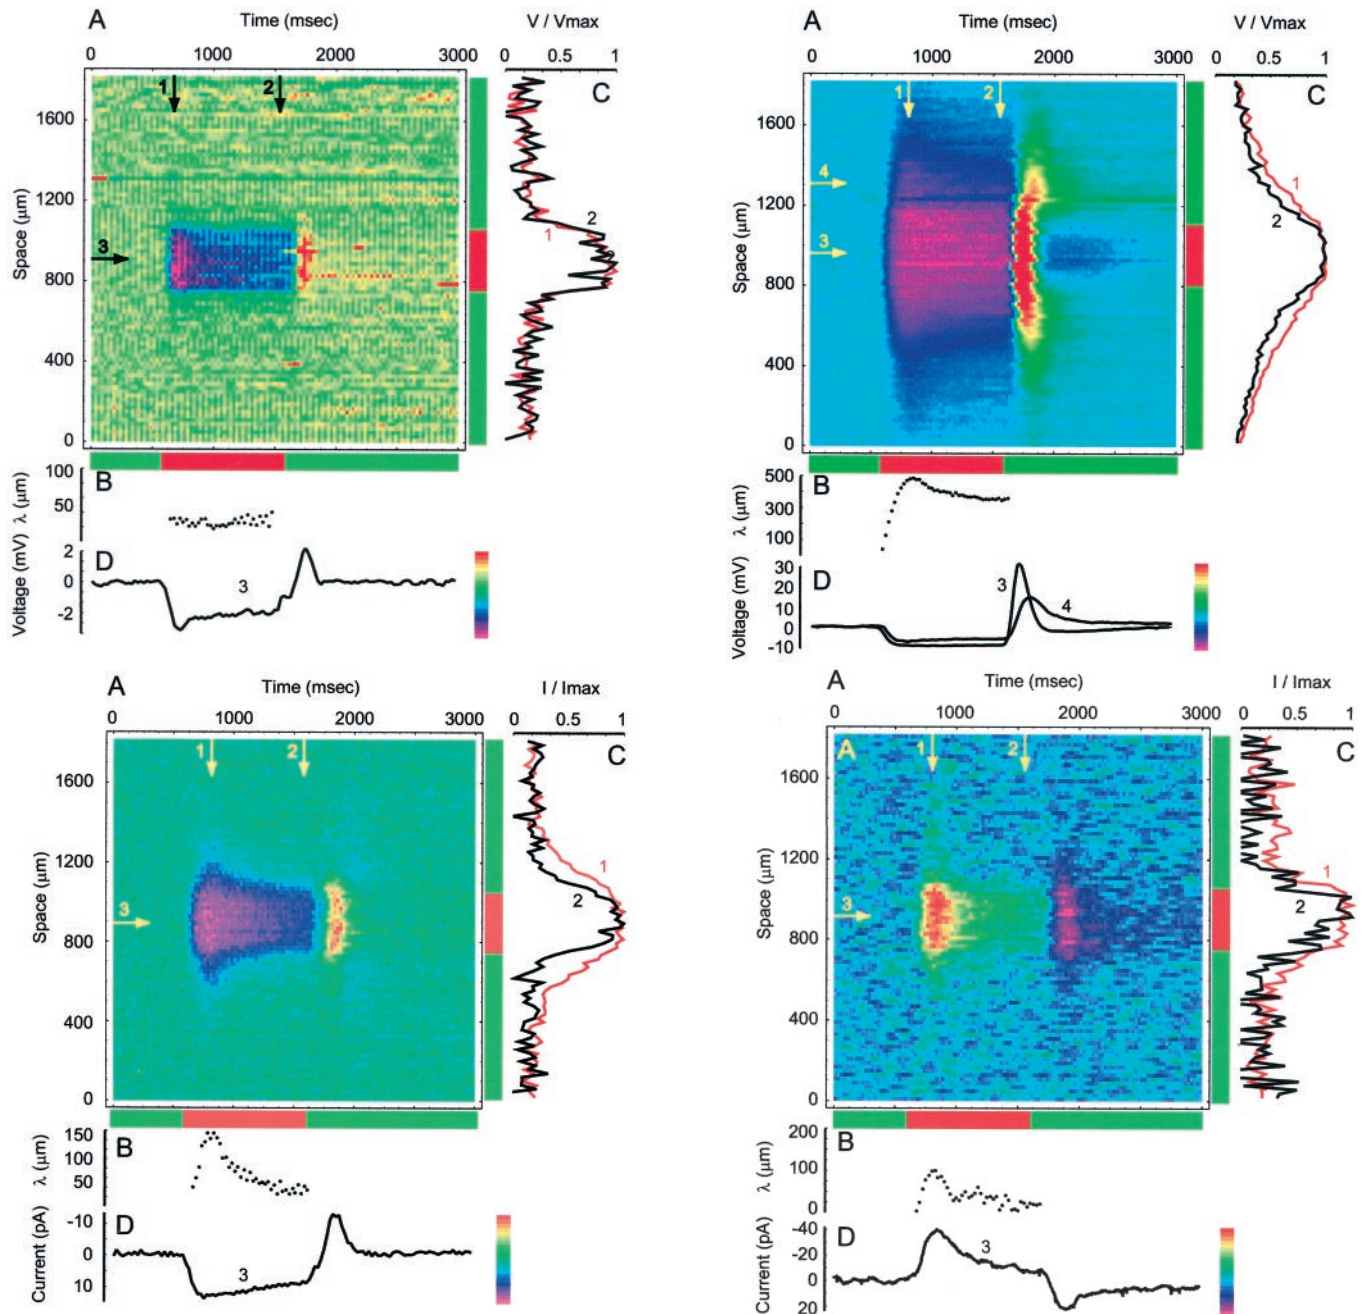 A Time (msec) V / Vmax
0 1000 2000 3000 0 0.5 1
1 2 C
1600
1200
Space (μm)
3
800
400
0
2
1
2
100 B
50
λ (μm)
D
2
0
-2
Voltage (mV)
3
A Time (msec) V / Vmax
0 1000 2000 3000 0 0.5 1
1 2 C
1600
4
1200
Space (μm)
3
800
400
0
1
2
500 B
300
100
λ (μm)
D
30
20
10
0
-10
Voltage (mV)
3
4
A Time (msec) I / Imax
0 1000 2000 3000 0 0.5 1
1 2 C
1600
1200
Space (μm)
3
800
400
0
1
2
150 B
100
50
λ (μm)
D
-10
0
10
Current (pA)
3
A Time (msec) I / Imax
0 1000 2000 3000 0 0.5 1
A 1 2 C
1600
1200
Space (μm)
3
800
400
0
1
2
200 B
100
0
λ (μm)
D
-40
-20
0
20
Current (pA)
3